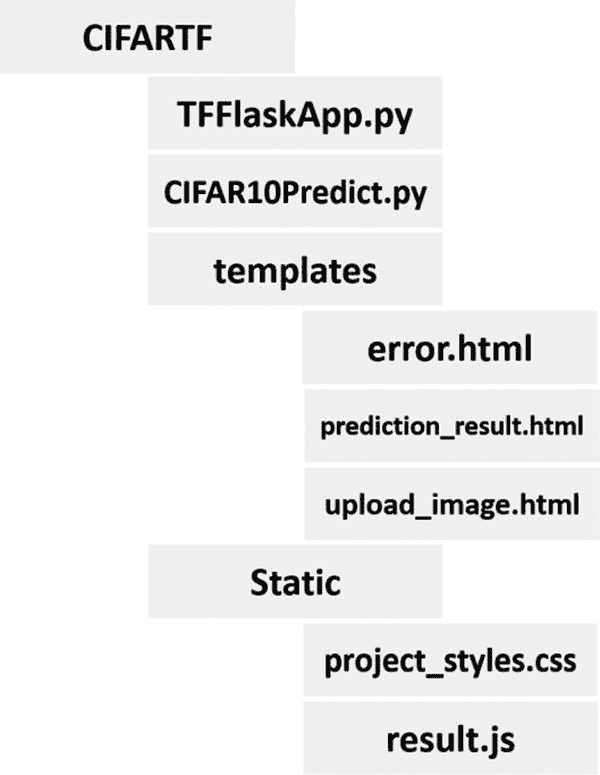 CIFARTF
TFFlaskApp.py
CIFAR10Predict.py
templates
error.html
prediction_result.html
upload_image.html
Static
project_styles.css
result.js